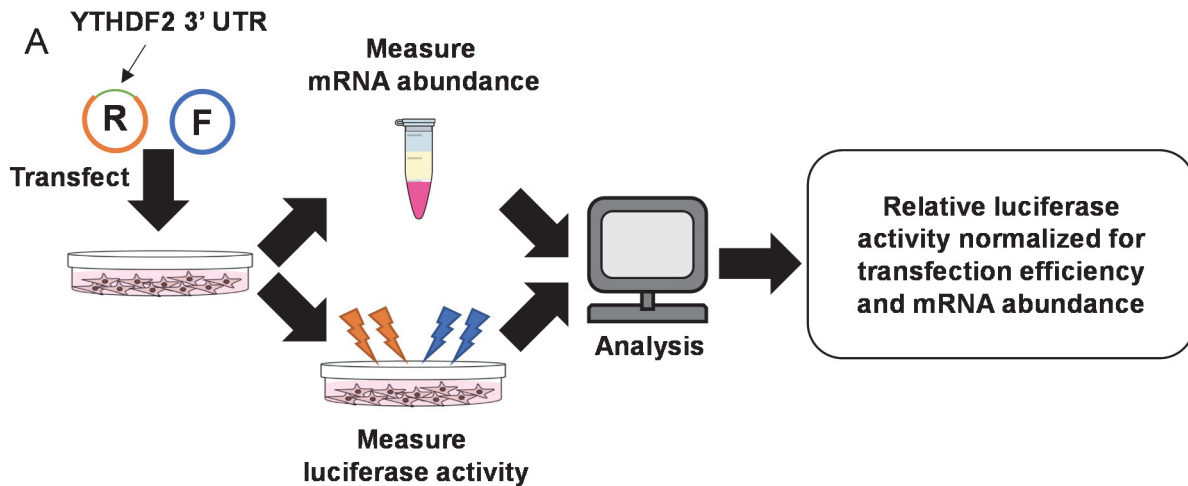 A
YTHDF2 3’ UTR
R
F
Transfect
Measure
mRNA abundance
Measure
luciferase activity
Analysis
Relative luciferase
activity normalized for
transfection efficiency
and mRNA abundance